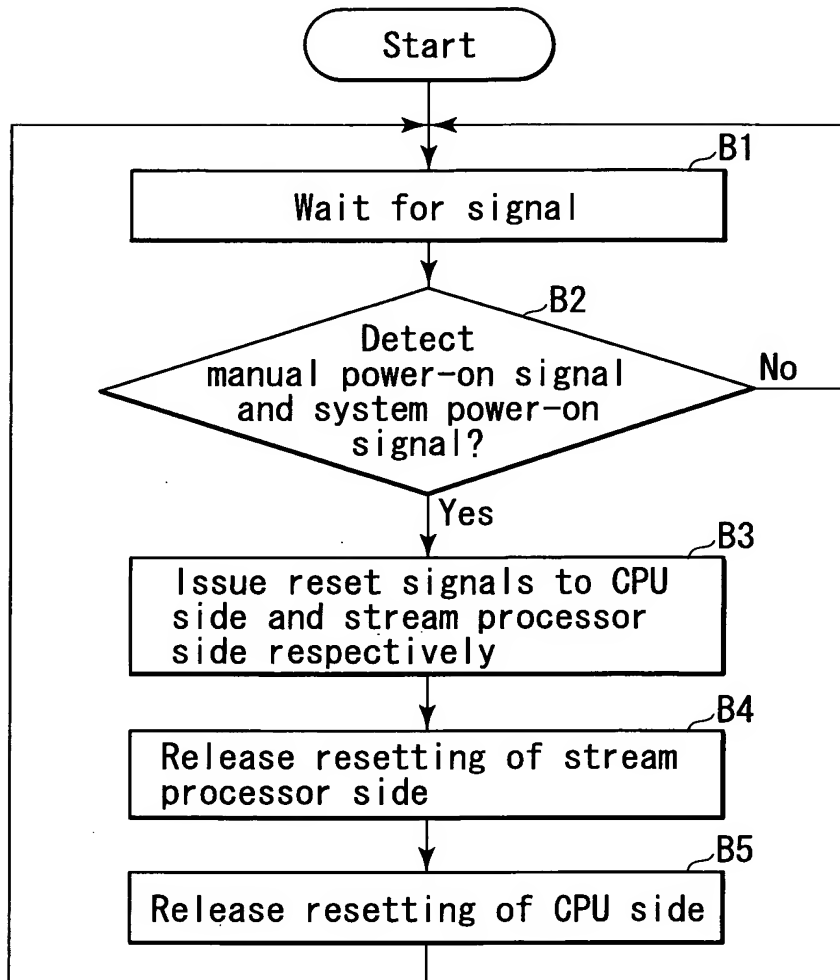 Start
B1
Wait for signal
B2
Detect
manual power-on signal
and system power-on
signal?
No
Yes
B3
Issue reset signals to CPU
side and stream processor
side respectively
B4
Release resetting of stream
processor side
B5
Release resetting of CPU side